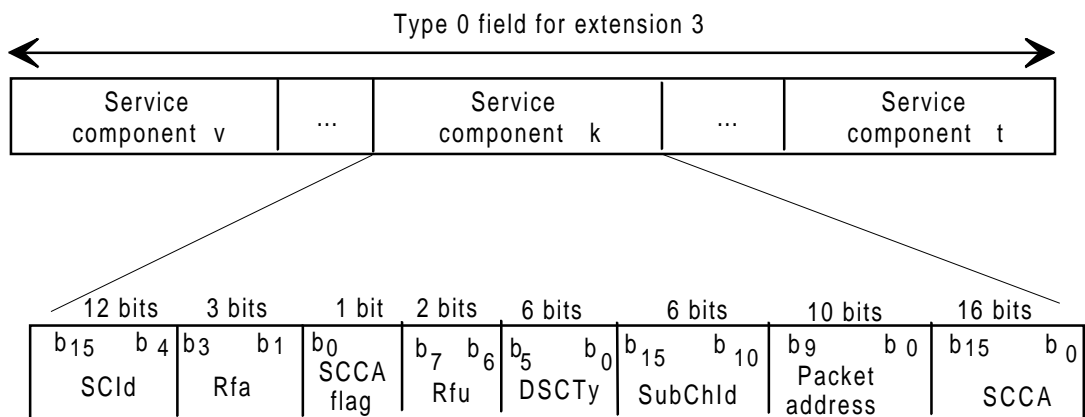 Type 0 field for extension 3
Service component v
...
Service component k
...
Service component t
12 bits
3 bits
1 bit
2 bits
6 bits
6 bits
10 bits
16 bits
b15 b4
SCId
b3 b1
Rfa
b0
SCCA flag
b7 b6
Rfu
b5 b0
DSCTy
b15 b10
SubChId
b9 b0
Packet address
b15 b0
SCCA